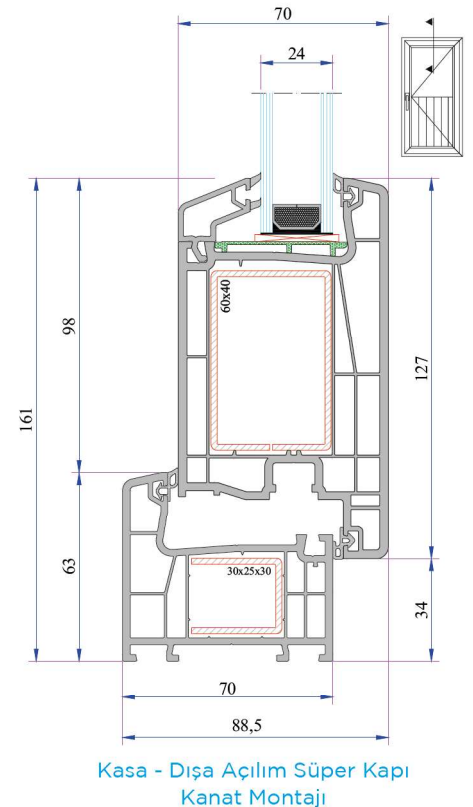 70
24
60x40
98
127
161
63
30x25x30
34
70
88,5
Kasa - Dışa Açılım Süper Kapı
Kanat Montajı